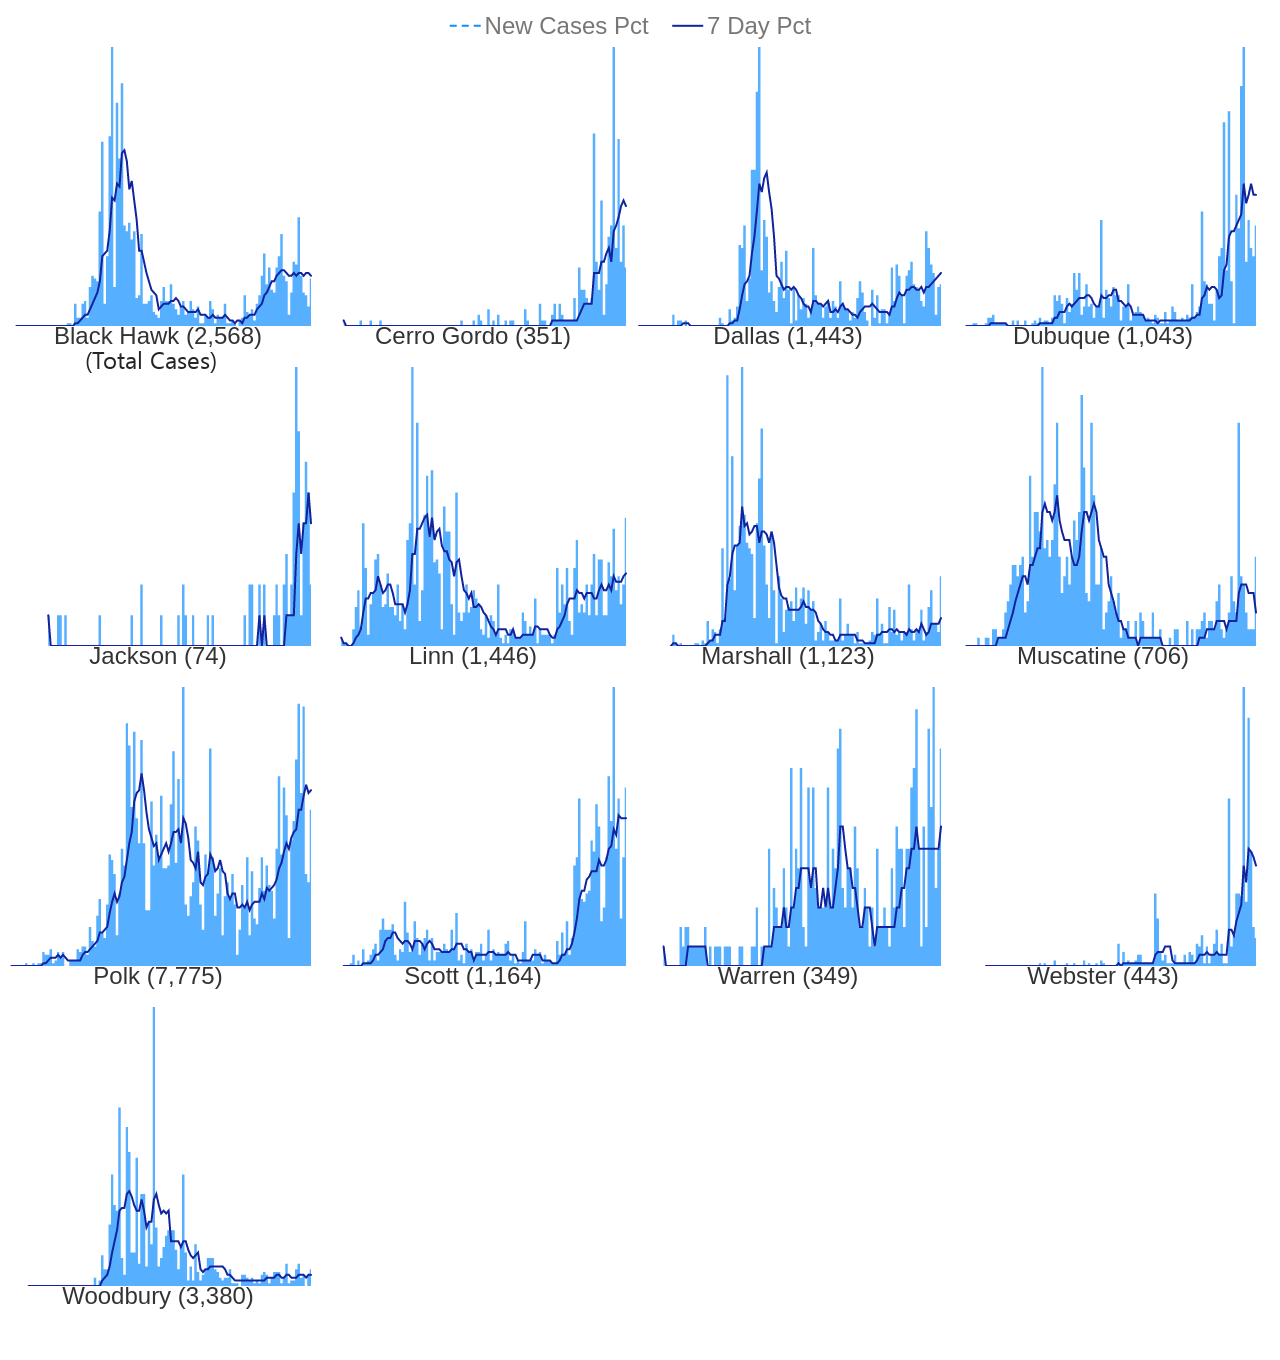 New Cases Pct 7 Day Pct
Black Hawk (2,568) Cerro Gordo (351) Dallas (1,443) Dubuque (1,043)
(Total Cases)
Jackson (74) Linn (1,446) Marshall (1,123) Muscatine (706)
Polk (7,775) Scott (1,164) Warren (349) Webster (443)
Woodbury (3,380)